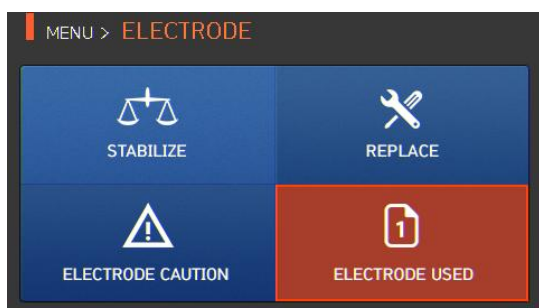 MENU > ELECTRODE
STABILIZE
REPLACE
ELECTRODE CAUTION
1
ELECTRODE USED